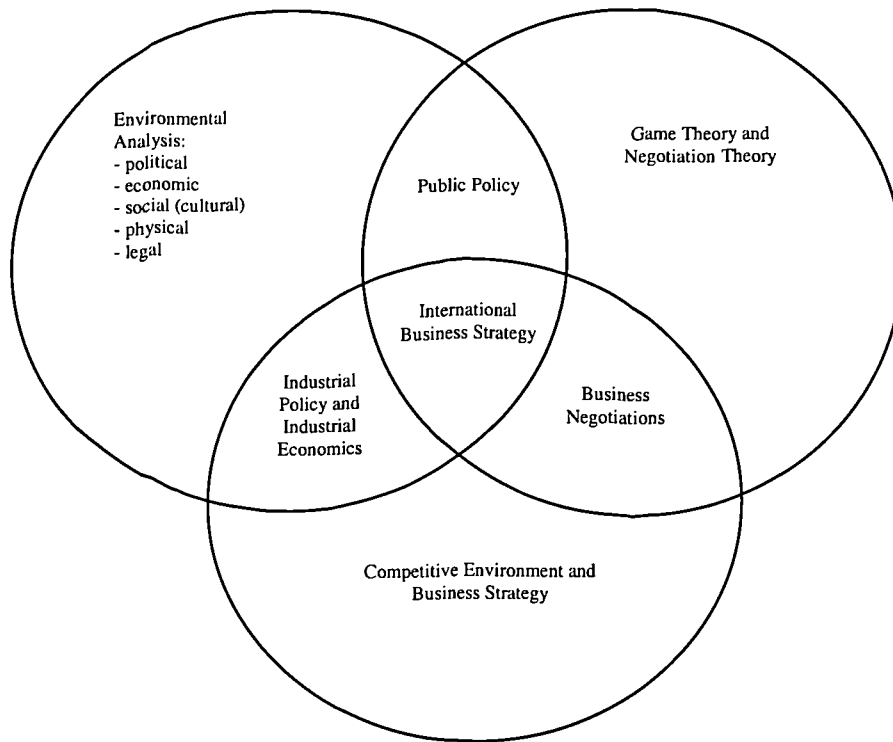 Environmental
Analysis:
- political
- economic
- social (cultural)
- physical
- legal
Game Theory and
Negotiation Theory
Public Policy
International
Business Strategy
Industrial
Policy and
Industrial
Economics
Business
Negotiations
Competitive Environment and
Business Strategy